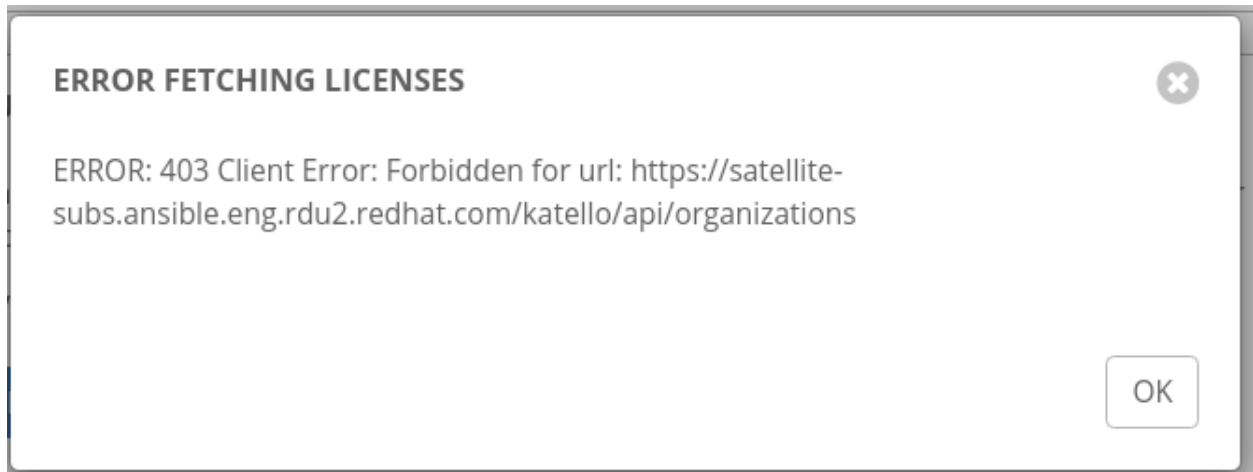 ERROR FETCHING LICENSES
ERROR: 403 Client Error: Forbidden for url: https://satellite-
subs.ansible.eng.rdu2.redhat.com/katello/api/organizations
OK